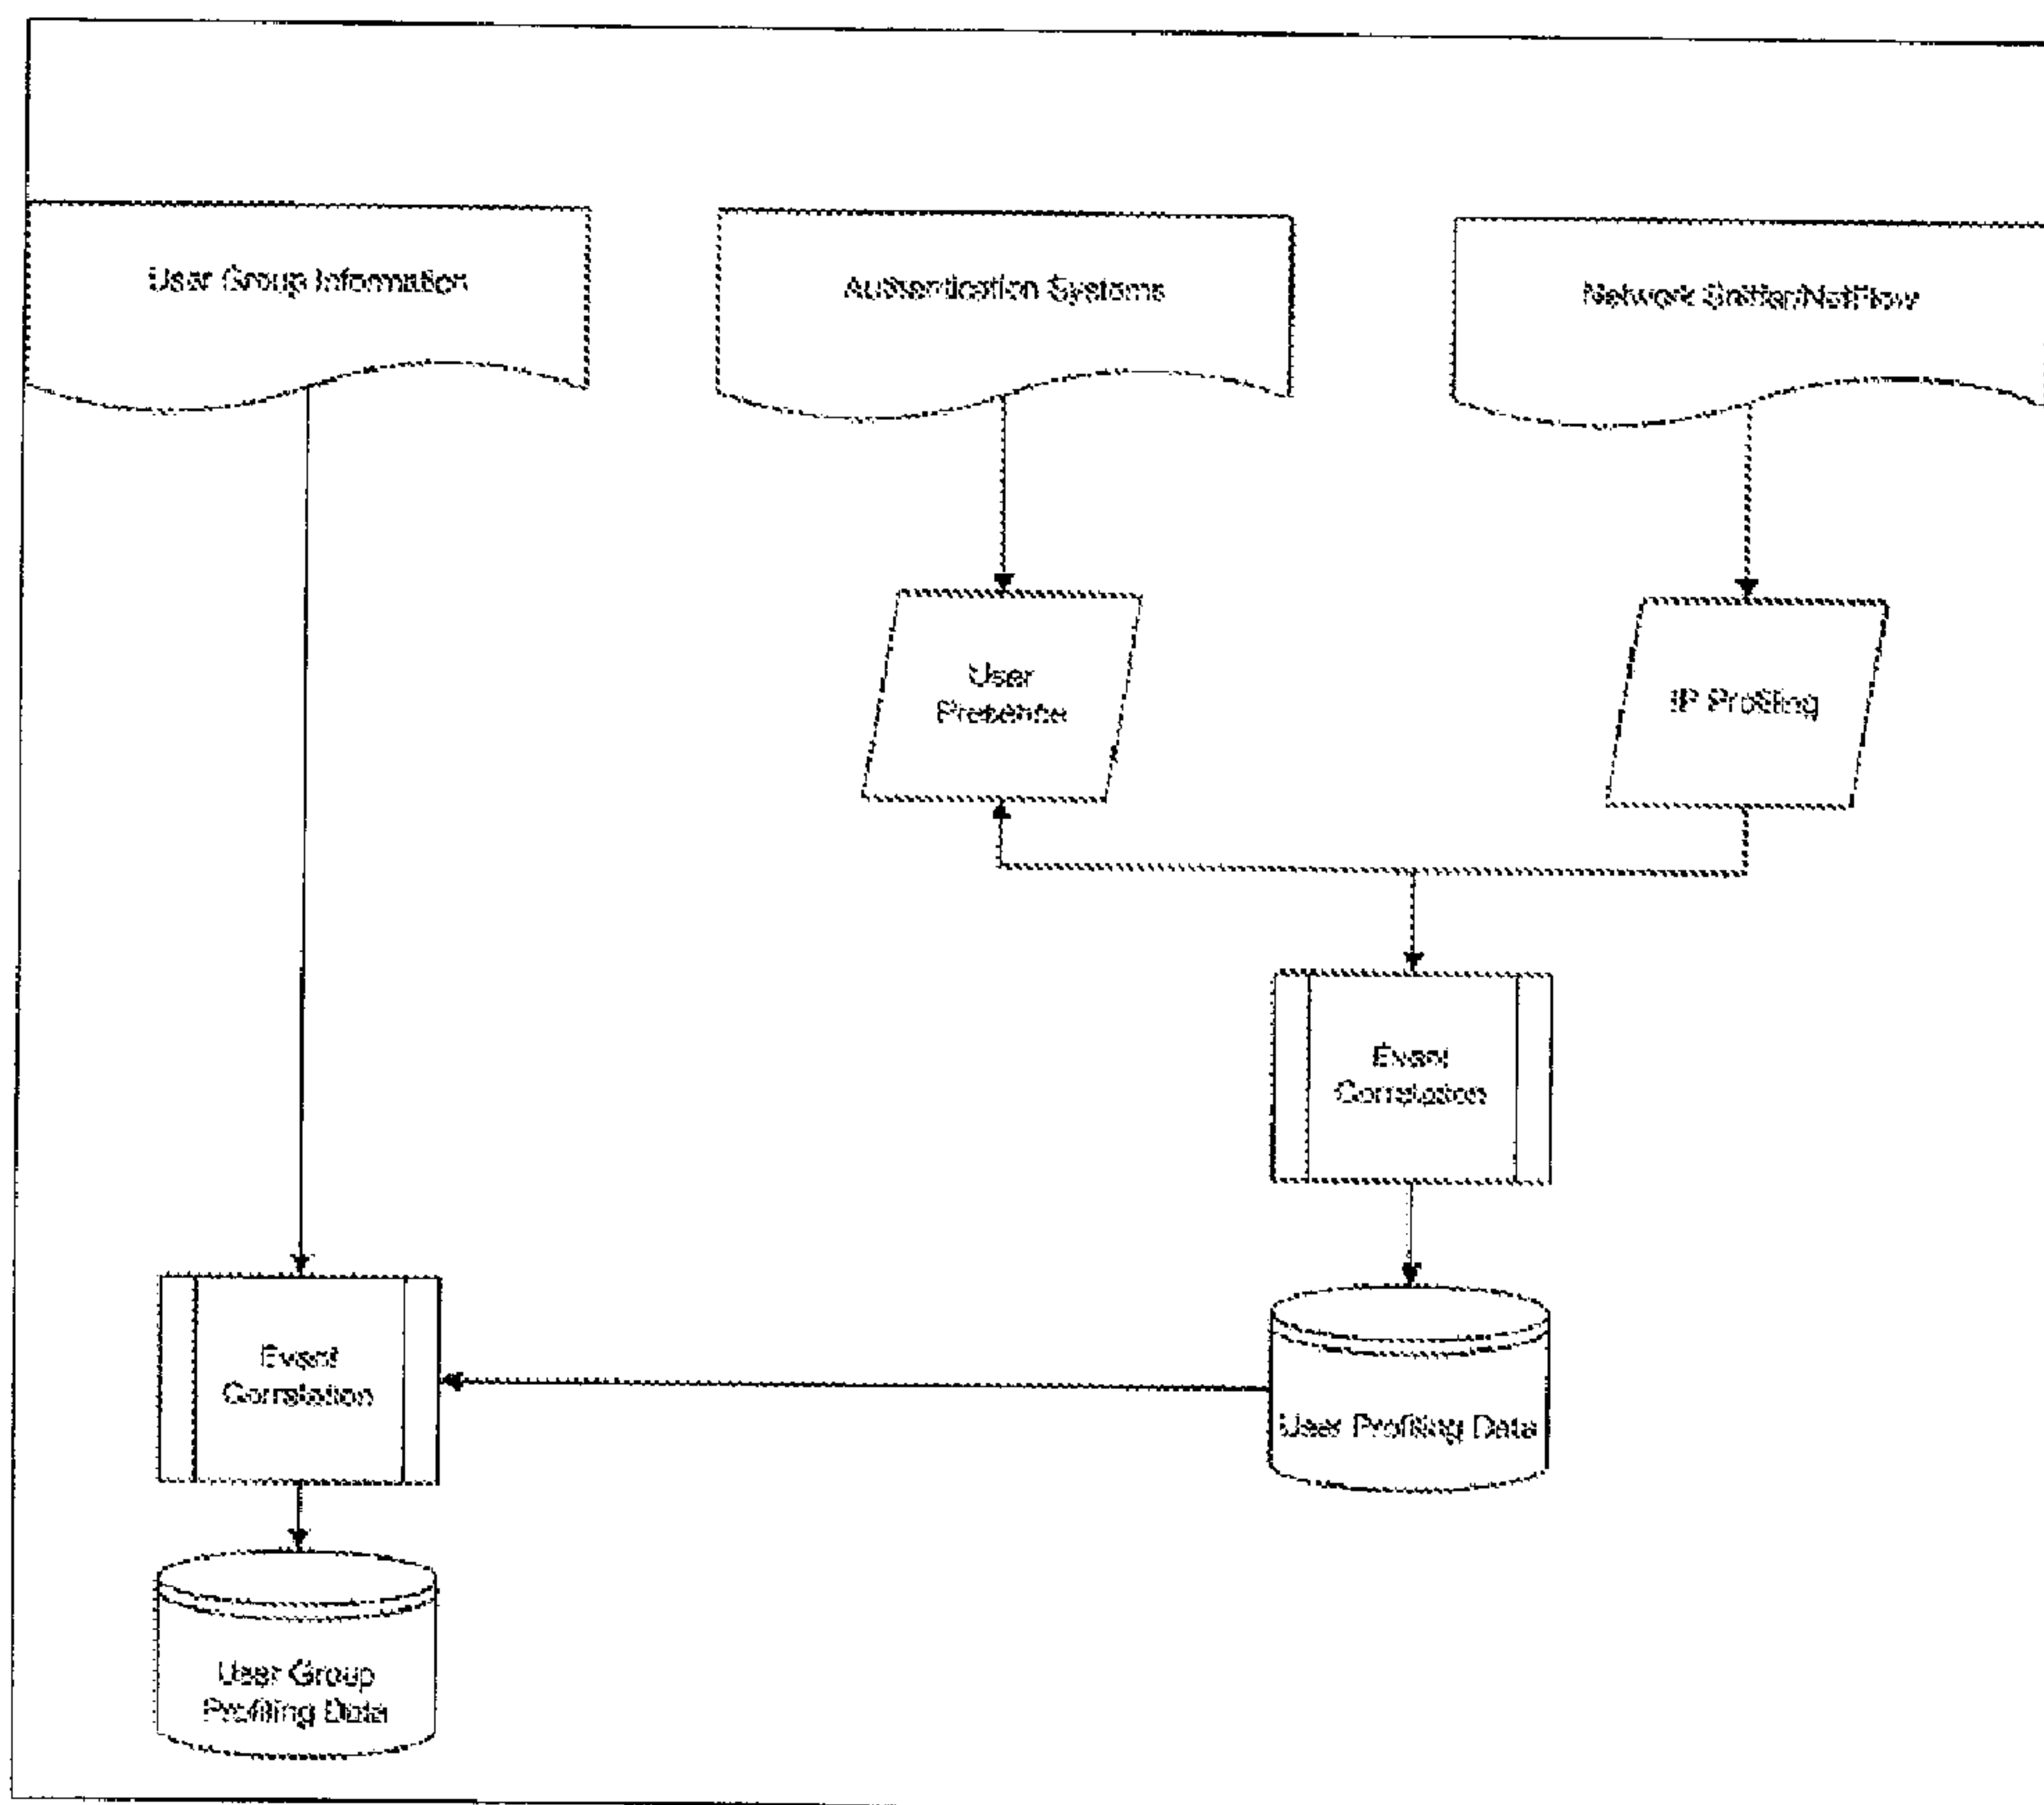 User Group Information
Authentication Systems
Network Sniffer/NetFlow
User
Presence
IP Profiling
Event
Correlation
Event
Correlation
User Profiling Data
User Group
Profiling Data